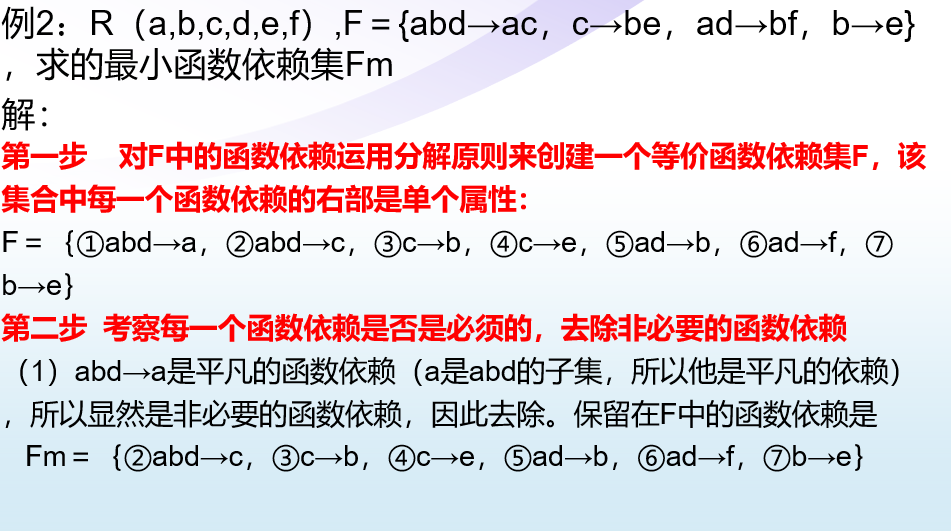 例2：R（a,b,c,d,e,f）,F＝{abd→ac，c→be，ad→bf，b→e}
，求的最小函数依赖集Fm
解：
第一步 对F中的函数依赖运用分解原则来创建一个等价函数依赖集F，该
集合中每一个函数依赖的右部是单个属性：
F＝｛①abd→a，②abd→c，③c→b，④c→e，⑤ad→b，⑥ad→f，⑦
b→e｝
第二步 考察每一个函数依赖是否是必须的，去除非必要的函数依赖
（1）abd→a是平凡的函数依赖（a是abd的子集，所以他是平凡的依赖）
，所以显然是非必要的函数依赖，因此去除。保留在F中的函数依赖是
Fm＝｛②abd→c，③c→b，④c→e，⑤ad→b，⑥ad→f，⑦b→e｝